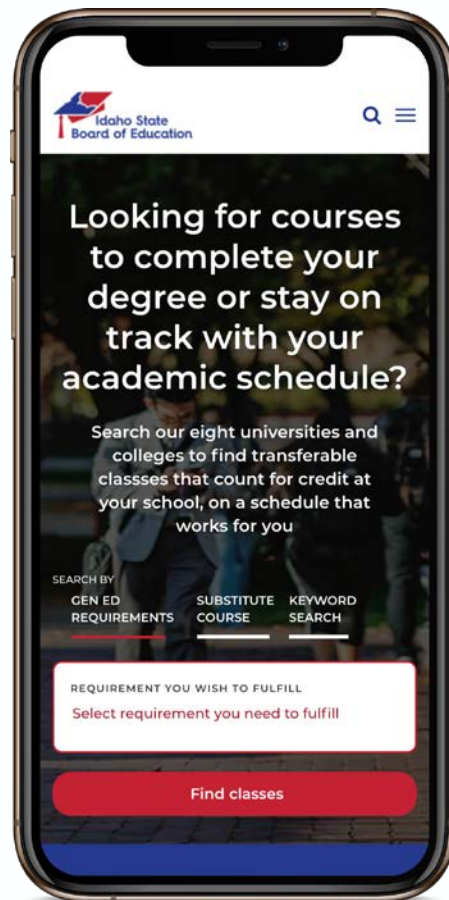 Idaho State
Board of Education
Looking for courses
to complete your
degree or stay on
track with your
academic schedule?
Search our eight universities and
colleges to find transferable
classses that count for credit at
your school, on a schedule that
works for you
SEARCH BY
GEN ED
REQUIREMENTS
SUBSTITUTE
COURSE
KEYWORD
SEARCH
REQUIREMENT YOU WISH TO FULFILL
Select requirement you need to fulfill
Find classes